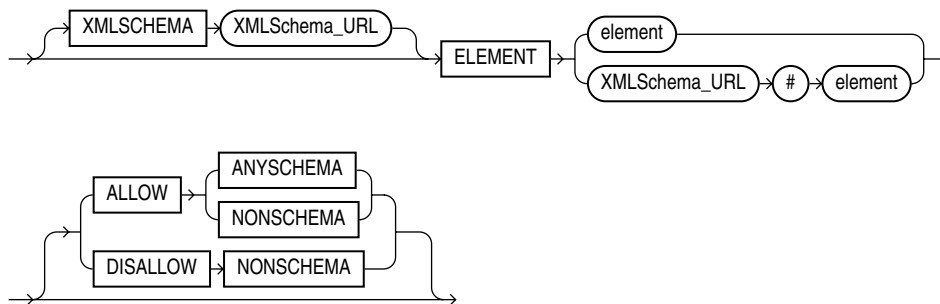 XMLSCHEMA XMLSchema_URL
ELEMENT element
XMLSchema_URL # element
ANYSCHEMA
ALLOW
NONSCHEMA
DISALLOW NONSCHEMA